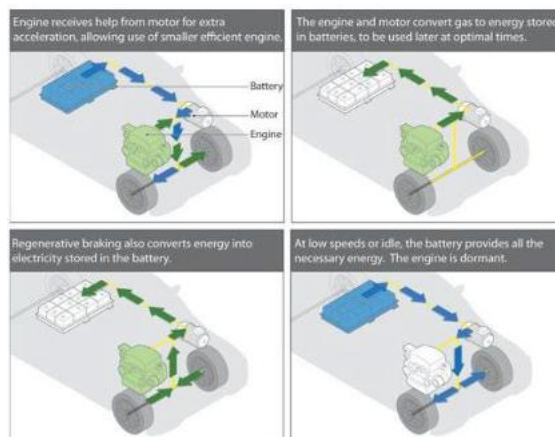 Engine receives help from motor for extra
acceleration, allowing use of smaller efficient engine.
Battery
Motor
Engine
The engine and motor convert gas to energy stored
in batteries, to be used later at optimal times.
Regenerative braking also converts energy into
electricity stored in the battery.
At low speeds or idle, the battery provides all the
necessary energy. The engine is dormant.